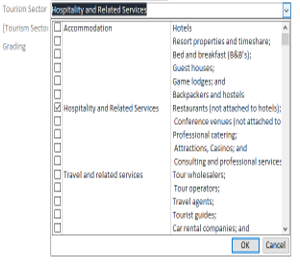 Tourism Sector Hospitality and Related Services
[Tourism Sector
Grading
Accommodation Hotels
Resort properties and timeshare;
Bed and breakfast (B&B's);
Guest houses;
Game lodges; and
Backpackers and hostels
Hospitality and Related Services Restaurants (not attached to hotels);
Conference venues (not attached to
Professional catering;
Attractions, Casinos; and
Consulting and professional services
Travel and related services Tour wholesalers;
Tour operators;
Travel agents;
Tourist guides;
Car rental companies; and
OK Cancel